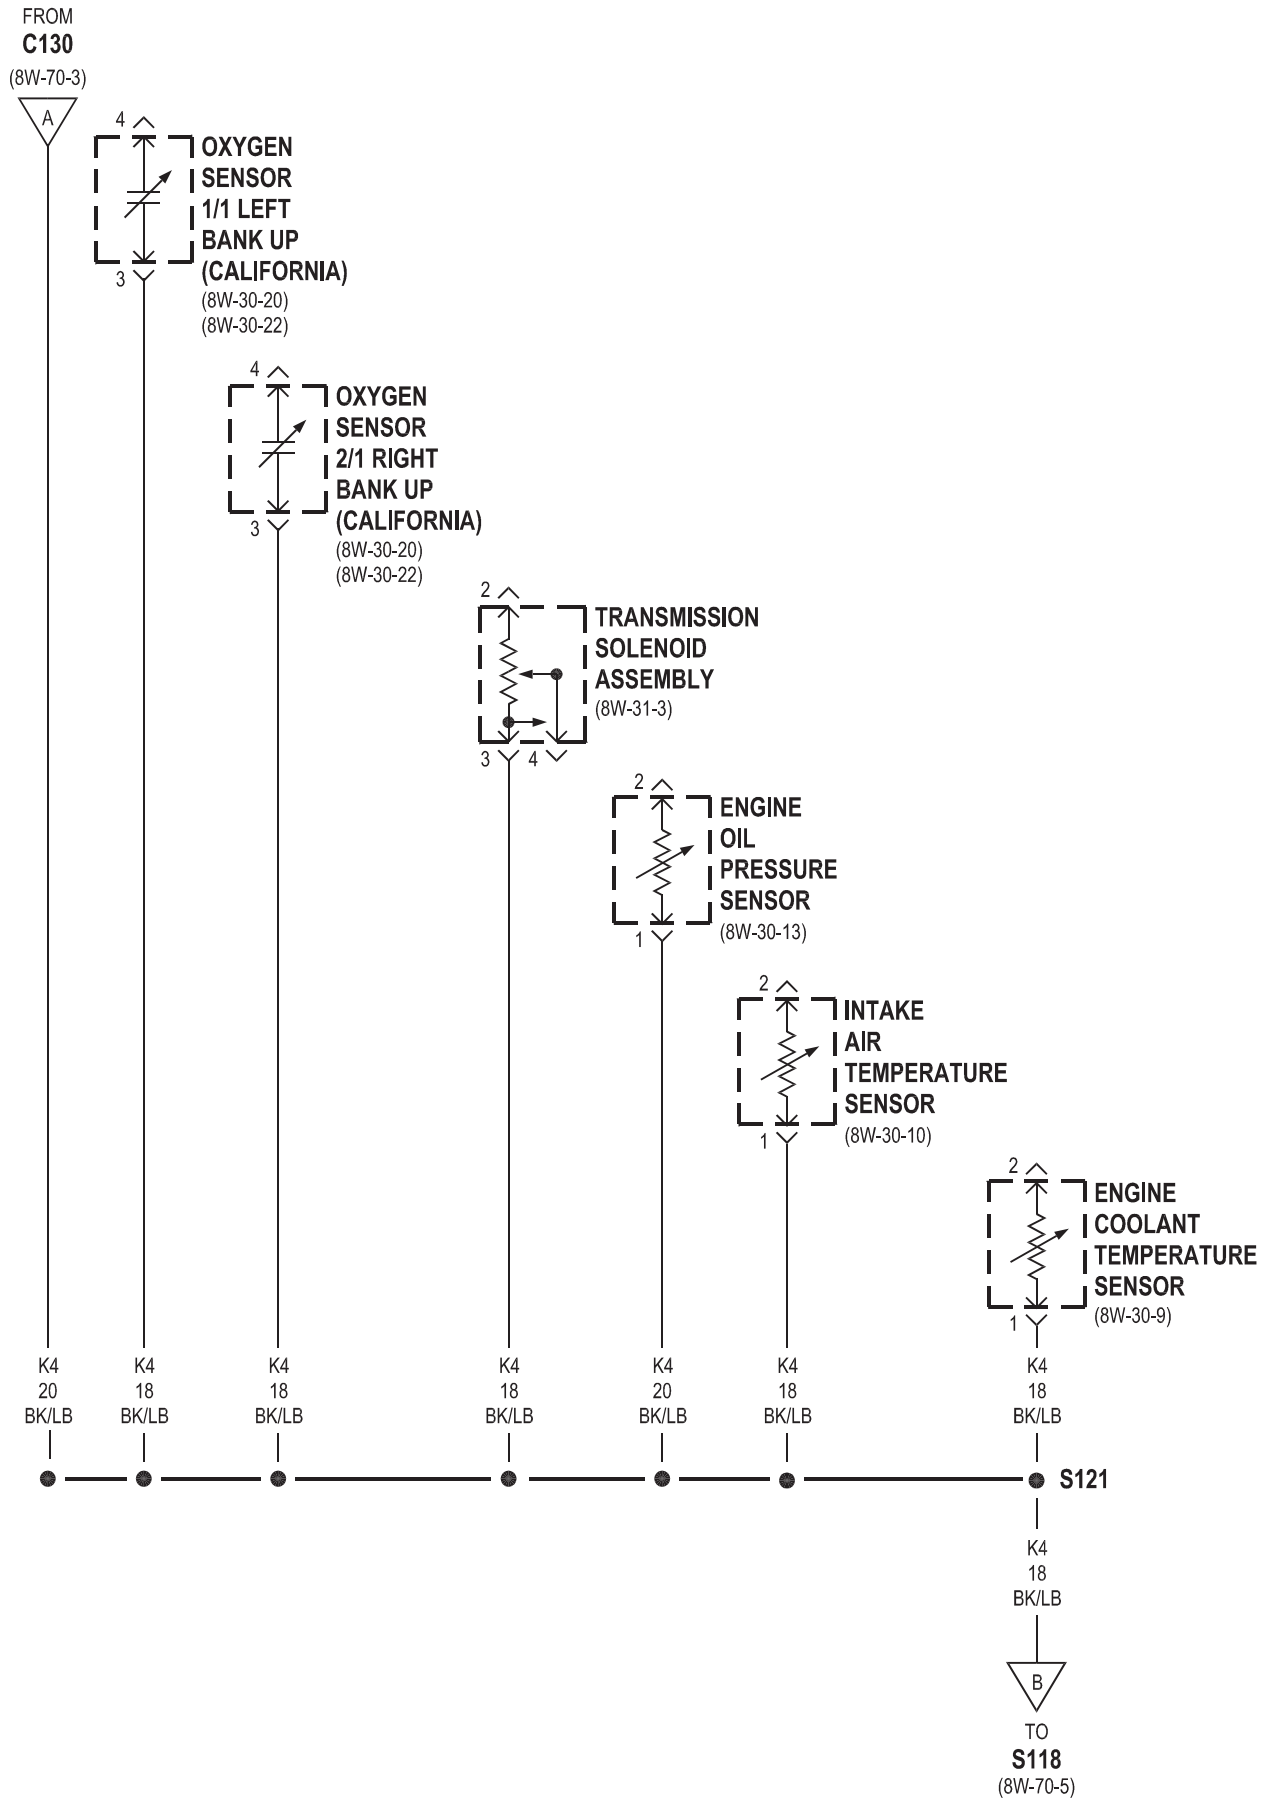 FROM
C130
(8W-70-3)
A
4
OXYGEN
SENSOR
1/1 LEFT
BANK UP
(CALIFORNIA)
(8W-30-20)
(8W-30-22)
3
4
OXYGEN
SENSOR
2/1 RIGHT
BANK UP
(CALIFORNIA)
(8W-30-20)
(8W-30-22)
3
2
TRANSMISSION
SOLENOID
ASSEMBLY
(8W-31-3)
3 4
2
ENGINE
OIL
PRESSURE
SENSOR
(8W-30-13)
1
2
INTAKE
AIR
TEMPERATURE
SENSOR
(8W-30-10)
1
2
ENGINE
COOLANT
TEMPERATURE
SENSOR
(8W-30-9)
1
K4 K4 K4 K4 K4 K4 K4
20 18 18 18 20 18 18
BK/LB BK/LB BK/LB BK/LB BK/LB BK/LB BK/LB
S121
K4
18
BK/LB
B
TO
S118
(8W-70-5)